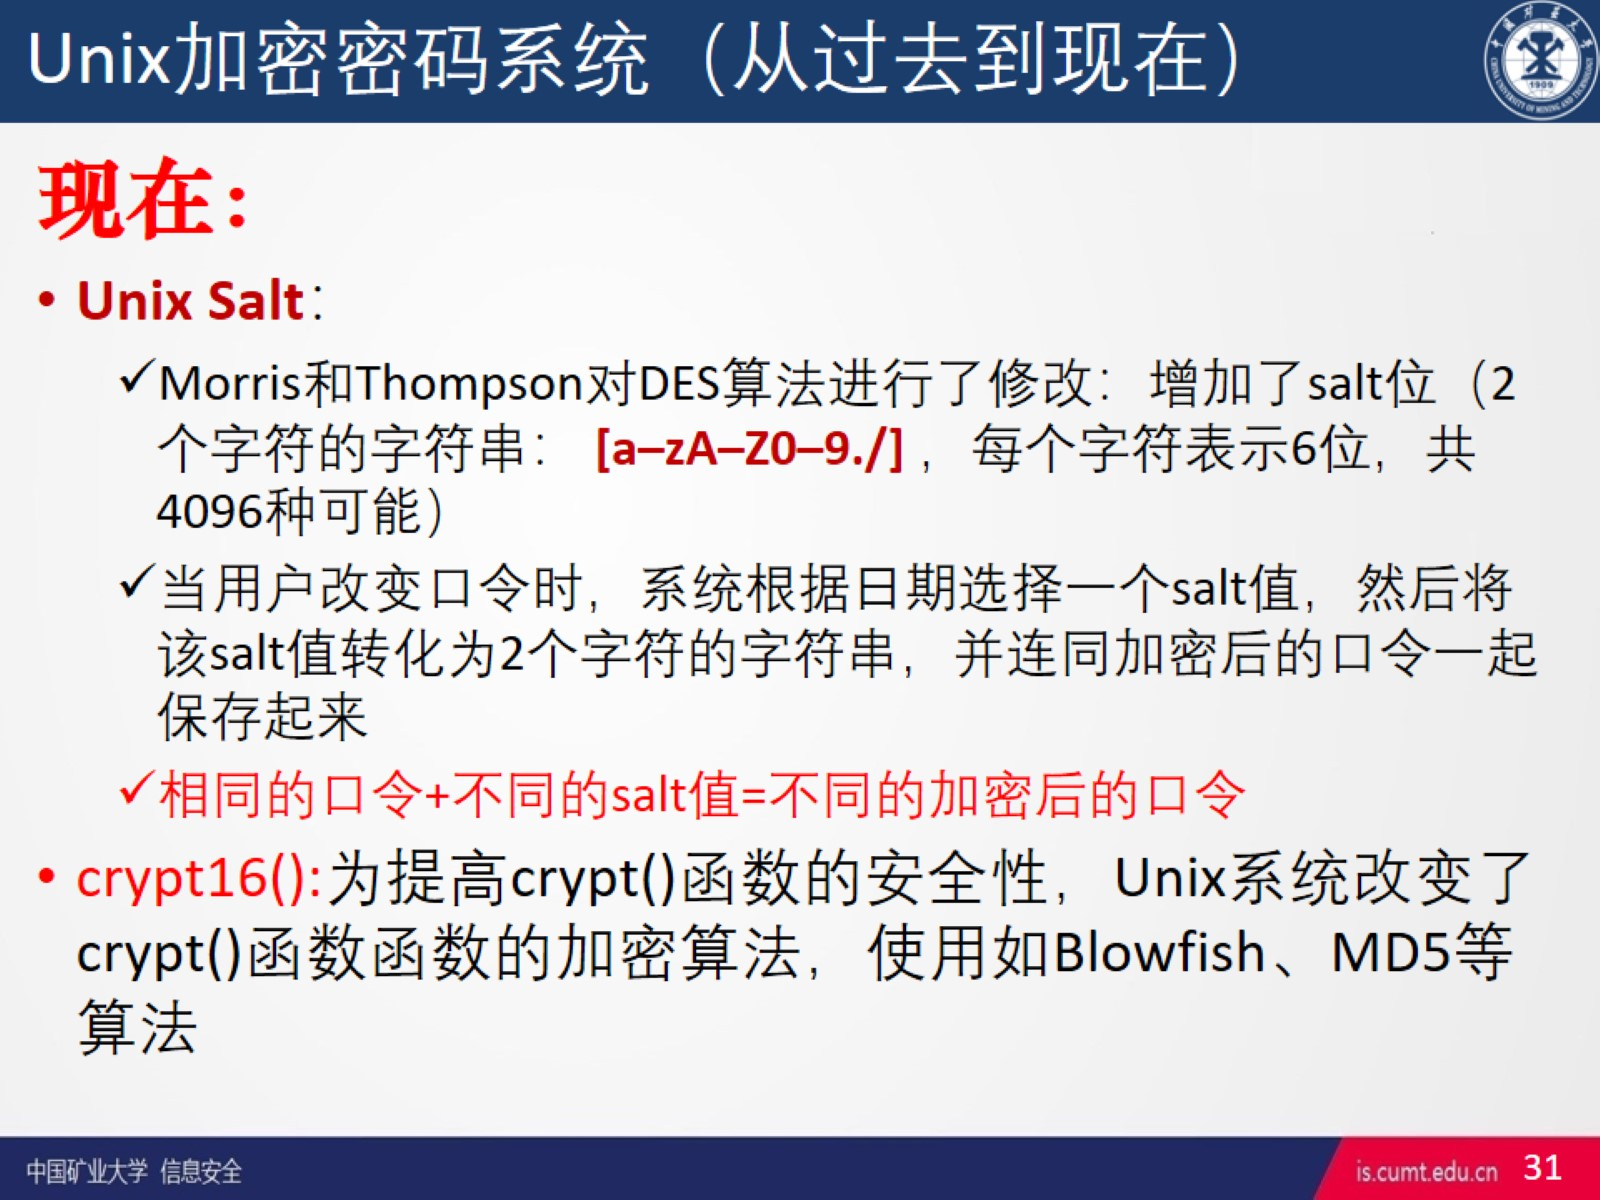 Unix加密密码系统（从过去到现在）
现在：
• Unix Salt：
✓Morris和Thompson对DES算法进行了修改：增加了salt位（2
个字符的字符串： [a–zA–Z0–9./] ，每个字符表示6位，共
4096种可能）
✓当用户改变口令时，系统根据日期选择一个salt值，然后将
该salt值转化为2个字符的字符串，并连同加密后的口令一起
保存起来
✓相同的口令+不同的salt值=不同的加密后的口令
• crypt16():为提高crypt()函数的安全性，Unix系统改变了
crypt()函数函数的加密算法，使用如Blowfish、MD5等
算法
中国矿业大学 信息安全
is.cumt.edu.cn 31
CHINA UNIVERSITY OF MINING AND TECHNOLOGY
1909